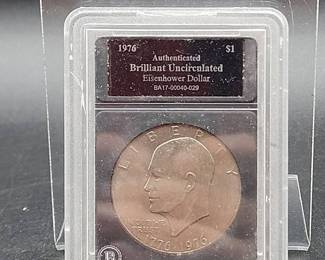 1976 $1
Authenticated
Brilliant Uncirculated
Eisenhower Dollar
BA17-00040-029
LIBERTY
1776-1976